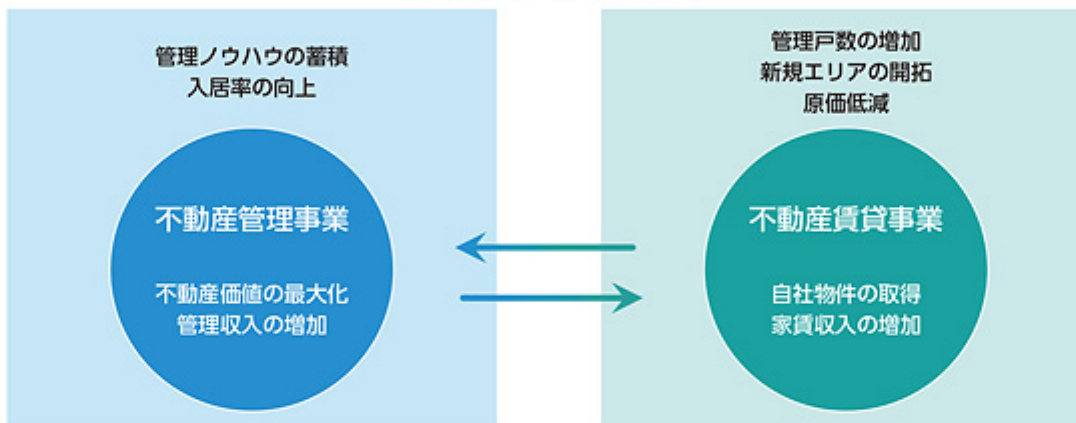 管理ノウハウの蓄積
入居率の向上
不動産管理事業
不動産価値の最大化
管理収入の増加
管理戸数の増加
新規エリアの開拓
原価低減
不動産賃貸事業
自社物件の取得
家賃収入の増加